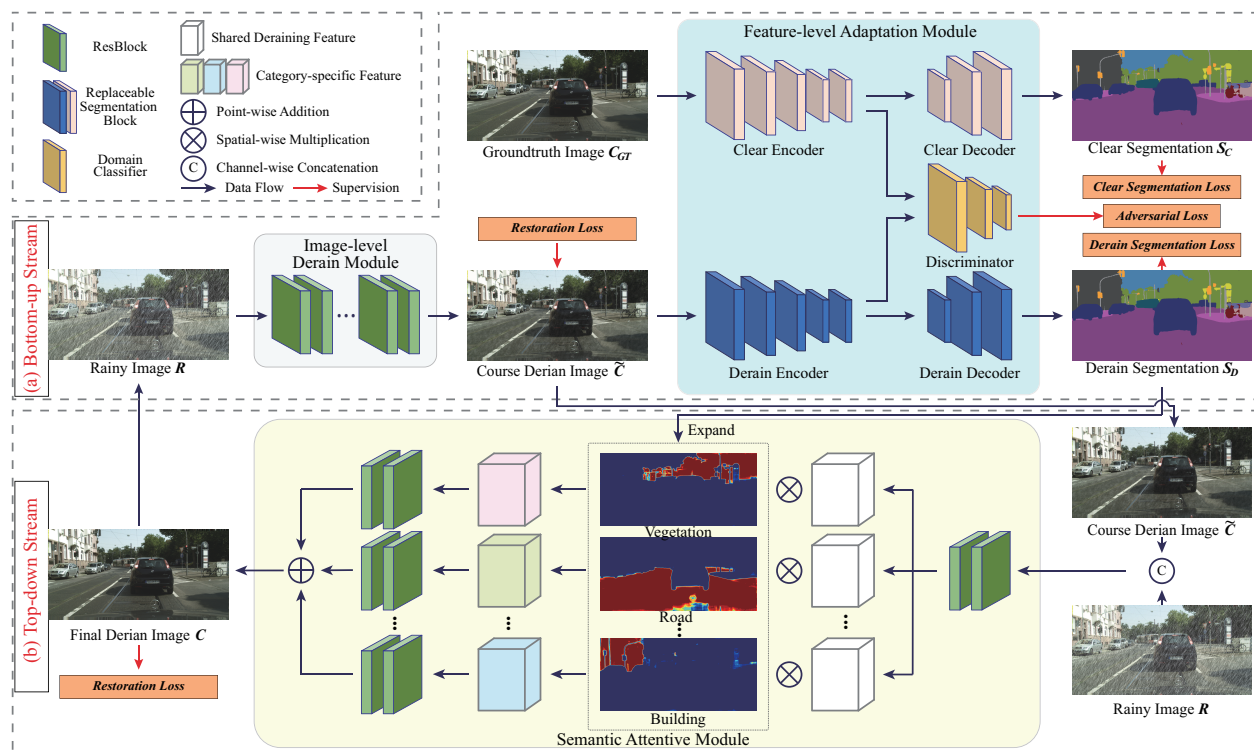 ResBlock
Replaceable
Segmentation
Block
Domain
Classifier
Shared Deraining Feature
Category-specific Feature
Point-wise Addition
Spatial-wise Multiplication
C
Channel-wise Concatenation
Data Flow
Supervision
Feature-level Adaptation Module
Groundtruth Image C_GT
Clear Encoder
Clear Decoder
Clear Segmentation S_C
Clear Segmentation Loss
Adversarial Loss
Derain Segmentation Loss
Discriminator
(a) Bottom-up Stream
Image-level
Derain Module
Restoration Loss
Rainy Image R
Course Derian Image C̃
Derain Encoder
Derain Decoder
Derain Segmentation S_D
(b) Top-down Stream
Expand
Vegetation
Road
Building
Semantic Attentive Module
Final Derian Image C
Restoration Loss
Course Derian Image C̃
C
Rainy Image R